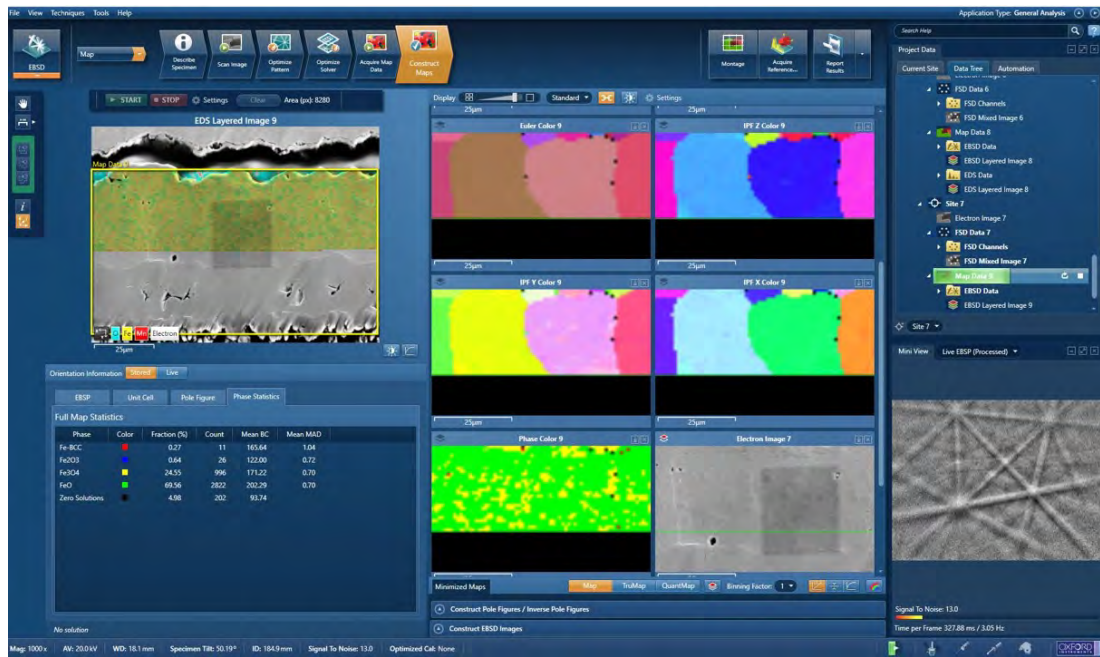 File View Techniques Tools Help
Application Type: General Analysis
EBSD
Map
Describe Specimen
Scan Image
Optimize Pattern
Optimize Solver
Acquire Map Data
Construct Maps
Montage
Acquire Reference...
Report Results
START STOP Settings Clear Area (px): 8280
EDS Layered Image 9
Map Data 9
O Fe Mn Electron
25µm
Orientation Information Stored Live
EBSP Unit Cell Pole Figure Phase Statistics
Full Map Statistics
Phase Color Fraction (%) Count Mean BC Mean MAD
Fe-BCC 0.27 11 165.64 1.04
Fe2O3 0.64 26 122.00 0.72
Fe3O4 24.55 996 171.22 0.70
FeO 69.56 2822 202.29 0.70
Zero Solutions 4.98 202 93.74
No solution
Display Standard Settings
25µm 25µm
Euler Color 9 IPF Z Color 9
25µm 25µm
IPF Y Color 9 IPF X Color 9
25µm 25µm
Phase Color 9 Electron Image 7
Minimized Maps Map TruMap QuantMap Binning Factor: 1
Construct Pole Figures / Inverse Pole Figures
Construct EBSD Images
Search Help
Project Data
Current Site Data Tree Automation
FSD Data 6
FSD Channels
FSD Mixed Image 6
Map Data 8
EBSD Data
EBSD Layered Image 8
EDS Data
EDS Layered Image 8
Site 7
Electron Image 7
FSD Data 7
FSD Channels
FSD Mixed Image 7
Map Data 9
EBSD Data
EBSD Layered Image 9
Site 7
Mini View Live EBSP (Processed)
Signal To Noise: 13.0
Time per Frame 327.88 ms / 3.05 Hz
Mag: 1000 x AV: 20.0 kV WD: 18.1 mm Specimen Tilt: 50.19° ID: 184.9 mm Signal To Noise: 13.0 Optimized Cal: None
OXFORD INSTRUMENTS